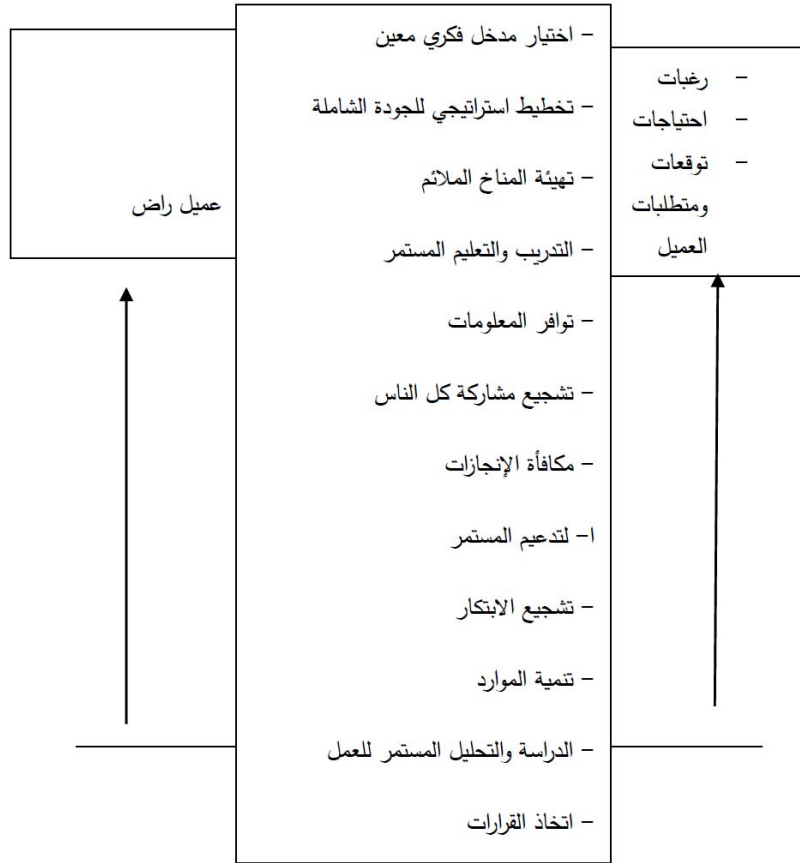 - رغبات
- احتياجات
- توقعات
ومتطلبات
العميل
- اختيار مدخل فكري معين
- تخطيط استراتيجي للجودة الشاملة
- تهيئة المناخ الملائم
- التدريب والتعليم المستمر
- توافر المعلومات
- تشجيع مشاركة كل الناس
- مكافأة الإنجازات
ا- لتدعيم المستمر
- تشجيع الابتكار
- تنمية الموارد
- الدراسة والتحليل المستمر للعمل
- اتخاذ القرارات
عميل راض